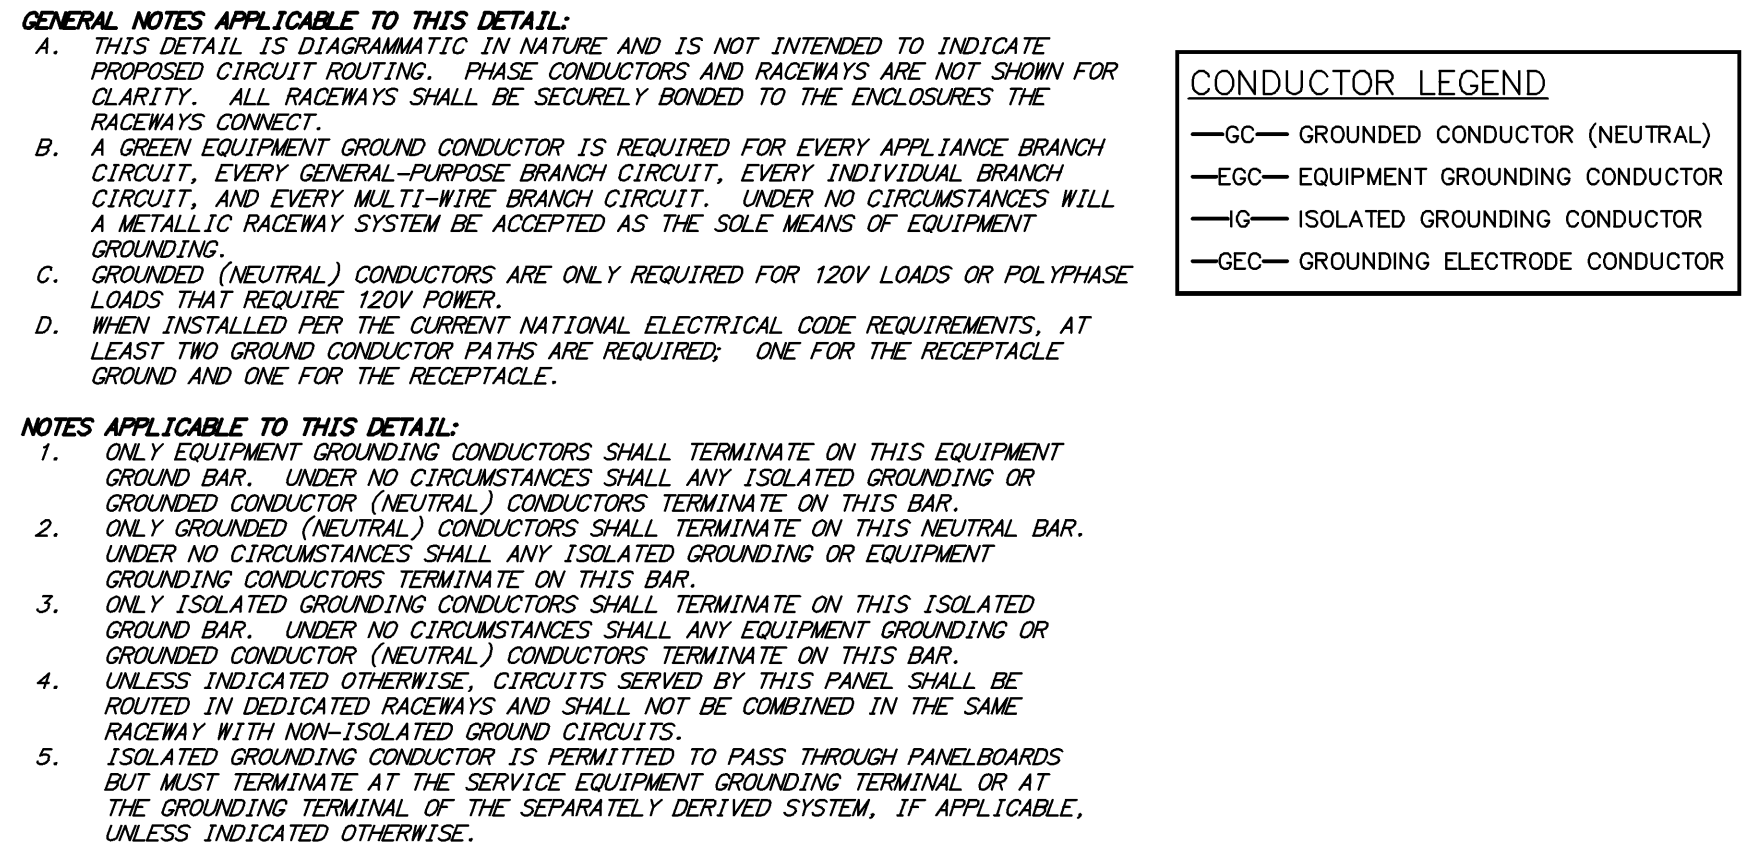 GENERAL NOTES APPLICABLE TO THIS DETAIL:
A. THIS DETAIL IS DIAGRAMMATIC IN NATURE AND IS NOT INTENDED TO INDICATE
PROPOSED CIRCUIT ROUTING. PHASE CONDUCTORS AND RACEWAYS ARE NOT SHOWN FOR
CLARITY. ALL RACEWAYS SHALL BE SECURELY BONDED TO THE ENCLOSURES THE
RACEWAYS CONNECT.
B. A GREEN EQUIPMENT GROUND CONDUCTOR IS REQUIRED FOR EVERY APPLIANCE BRANCH
CIRCUIT, EVERY GENERAL-PURPOSE BRANCH CIRCUIT, EVERY INDIVIDUAL BRANCH
CIRCUIT, AND EVERY MULTI-WIRE BRANCH CIRCUIT. UNDER NO CIRCUMSTANCES WILL
A METALLIC RACEWAY SYSTEM BE ACCEPTED AS THE SOLE MEANS OF EQUIPMENT
GROUNDING.
C. GROUNDED (NEUTRAL) CONDUCTORS ARE ONLY REQUIRED FOR 120V LOADS OR POLYPHASE
LOADS THAT REQUIRE 120V POWER.
D. WHEN INSTALLED PER THE CURRENT NATIONAL ELECTRICAL CODE REQUIREMENTS, AT
LEAST TWO GROUND CONDUCTOR PATHS ARE REQUIRED; ONE FOR THE RECEPTACLE
GROUND AND ONE FOR THE RECEPTACLE.
NOTES APPLICABLE TO THIS DETAIL:
1. ONLY EQUIPMENT GROUNDING CONDUCTORS SHALL TERMINATE ON THIS EQUIPMENT
GROUND BAR. UNDER NO CIRCUMSTANCES SHALL ANY ISOLATED GROUNDING OR
GROUNDED CONDUCTOR (NEUTRAL) CONDUCTORS TERMINATE ON THIS BAR.
2. ONLY GROUNDED (NEUTRAL) CONDUCTORS SHALL TERMINATE ON THIS NEUTRAL BAR.
UNDER NO CIRCUMSTANCES SHALL ANY ISOLATED GROUNDING OR EQUIPMENT
GROUNDING CONDUCTORS TERMINATE ON THIS BAR.
3. ONLY ISOLATED GROUNDING CONDUCTORS SHALL TERMINATE ON THIS ISOLATED
GROUND BAR. UNDER NO CIRCUMSTANCES SHALL ANY EQUIPMENT GROUNDING OR
GROUNDED CONDUCTOR (NEUTRAL) CONDUCTORS TERMINATE ON THIS BAR.
4. UNLESS INDICATED OTHERWISE, CIRCUITS SERVED BY THIS PANEL SHALL BE
ROUTED IN DEDICATED RACEWAYS AND SHALL NOT BE COMBINED IN THE SAME
RACEWAY WITH NON-ISOLATED GROUND CIRCUITS.
5. ISOLATED GROUNDING CONDUCTOR IS PERMITTED TO PASS THROUGH PANELBOARDS
BUT MUST TERMINATE AT THE SERVICE EQUIPMENT GROUNDING TERMINAL OR AT
THE GROUNDING TERMINAL OF THE SEPARATELY DERIVED SYSTEM, IF APPLICABLE,
UNLESS INDICATED OTHERWISE.
CONDUCTOR LEGEND
GC GROUNDED CONDUCTOR (NEUTRAL)
EGC EQUIPMENT GROUNDING CONDUCTOR
IG ISOLATED GROUNDING CONDUCTOR
GEC GROUNDING ELECTRODE CONDUCTOR